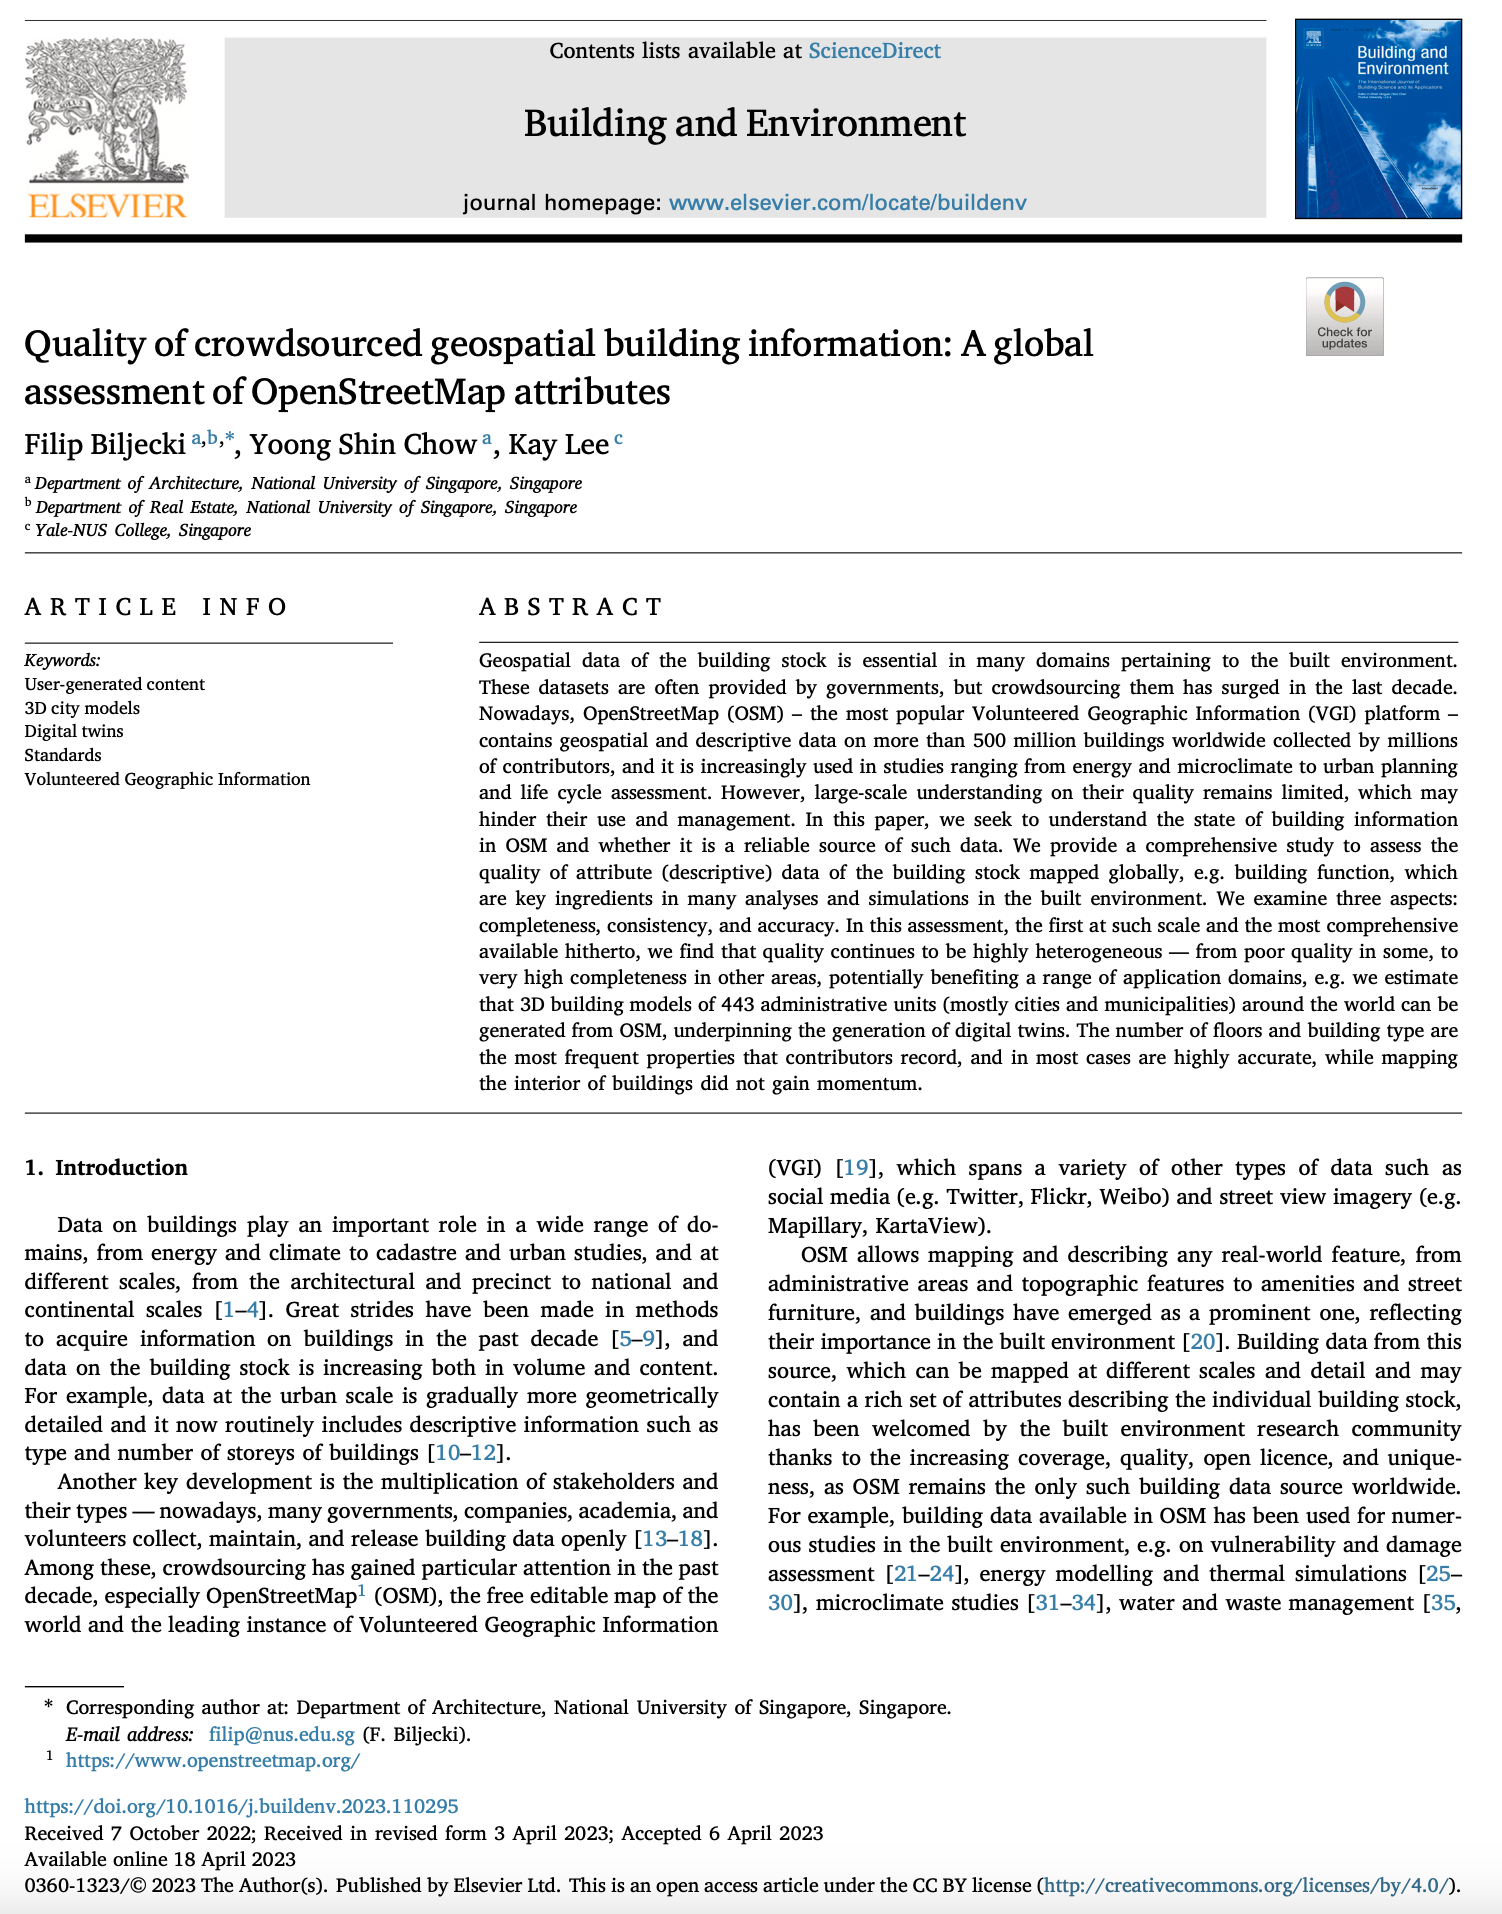 Contents lists available at ScienceDirect
Building and Environment
journal homepage: www.elsevier.com/locate/buildenv
ELSEVIER
Building and
Environment
Check for
updates
Quality of crowdsourced geospatial building information: A global
assessment of OpenStreetMap attributes
Filip Biljecki a,b,*, Yoong Shin Chow a, Kay Lee c
a Department of Architecture, National University of Singapore, Singapore
b Department of Real Estate, National University of Singapore, Singapore
c Yale-NUS College, Singapore
ARTICLE INFO
Keywords:
User-generated content
3D city models
Digital twins
Standards
Volunteered Geographic Information
ABSTRACT
Geospatial data of the building stock is essential in many domains pertaining to the built environment.
These datasets are often provided by governments, but crowdsourcing them has surged in the last decade.
Nowadays, OpenStreetMap (OSM) – the most popular Volunteered Geographic Information (VGI) platform –
contains geospatial and descriptive data on more than 500 million buildings worldwide collected by millions
of contributors, and it is increasingly used in studies ranging from energy and microclimate to urban planning
and life cycle assessment. However, large-scale understanding on their quality remains limited, which may
hinder their use and management. In this paper, we seek to understand the state of building information
in OSM and whether it is a reliable source of such data. We provide a comprehensive study to assess the
quality of attribute (descriptive) data of the building stock mapped globally, e.g. building function, which
are key ingredients in many analyses and simulations in the built environment. We examine three aspects:
completeness, consistency, and accuracy. In this assessment, the first at such scale and the most comprehensive
available hitherto, we find that quality continues to be highly heterogeneous — from poor quality in some, to
very high completeness in other areas, potentially benefiting a range of application domains, e.g. we estimate
that 3D building models of 443 administrative units (mostly cities and municipalities) around the world can be
generated from OSM, underpinning the generation of digital twins. The number of floors and building type are
the most frequent properties that contributors record, and in most cases are highly accurate, while mapping
the interior of buildings did not gain momentum.
1. Introduction
Data on buildings play an important role in a wide range of do-
mains, from energy and climate to cadastre and urban studies, and at
different scales, from the architectural and precinct to national and
continental scales [1–4]. Great strides have been made in methods
to acquire information on buildings in the past decade [5–9], and
data on the building stock is increasing both in volume and content.
For example, data at the urban scale is gradually more geometrically
detailed and it now routinely includes descriptive information such as
type and number of storeys of buildings [10–12].
Another key development is the multiplication of stakeholders and
their types — nowadays, many governments, companies, academia, and
volunteers collect, maintain, and release building data openly [13–18].
Among these, crowdsourcing has gained particular attention in the past
decade, especially OpenStreetMap1 (OSM), the free editable map of the
world and the leading instance of Volunteered Geographic Information
(VGI) [19], which spans a variety of other types of data such as
social media (e.g. Twitter, Flickr, Weibo) and street view imagery (e.g.
Mapillary, KartaView).
OSM allows mapping and describing any real-world feature, from
administrative areas and topographic features to amenities and street
furniture, and buildings have emerged as a prominent one, reflecting
their importance in the built environment [20]. Building data from this
source, which can be mapped at different scales and detail and may
contain a rich set of attributes describing the individual building stock,
has been welcomed by the built environment research community
thanks to the increasing coverage, quality, open licence, and unique-
ness, as OSM remains the only such building data source worldwide.
For example, building data available in OSM has been used for numer-
ous studies in the built environment, e.g. on vulnerability and damage
assessment [21–24], energy modelling and thermal simulations [25–
30], microclimate studies [31–34], water and waste management [35,
* Corresponding author at: Department of Architecture, National University of Singapore, Singapore.
E-mail address: filip@nus.edu.sg (F. Biljecki).
1 https://www.openstreetmap.org/
https://doi.org/10.1016/j.buildenv.2023.110295
Received 7 October 2022; Received in revised form 3 April 2023; Accepted 6 April 2023
Available online 18 April 2023
0360-1323/© 2023 The Author(s). Published by Elsevier Ltd. This is an open access article under the CC BY license (http://creativecommons.org/licenses/by/4.0/).